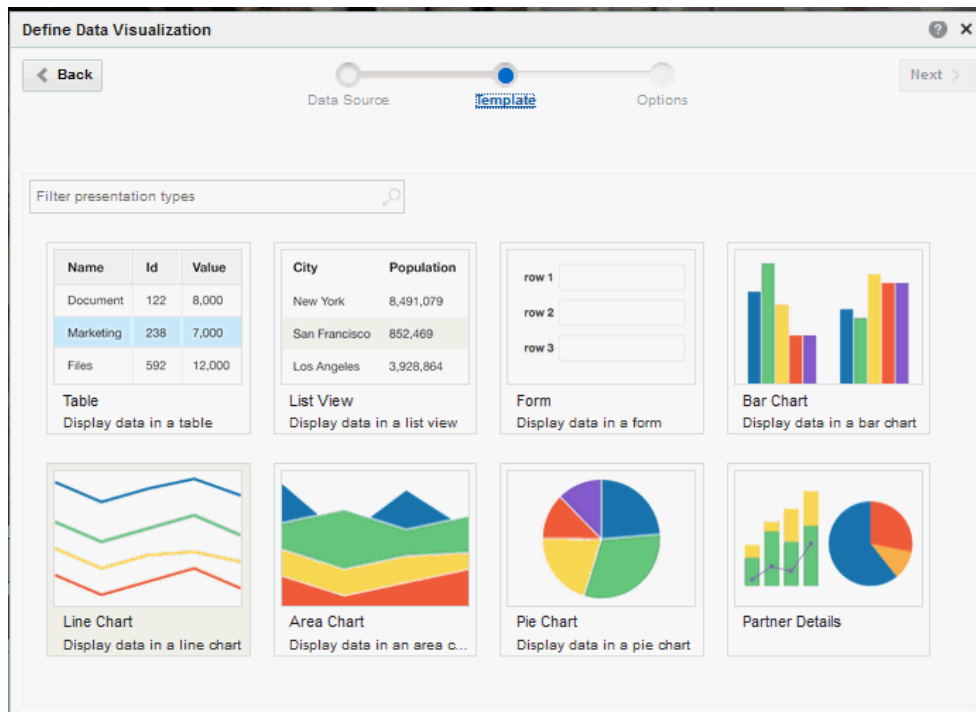 Define Data Visualization
Back
Next
Data Source
Template
Options
Filter presentation types
Name Id Value
Document 122 8,000
Marketing 238 7,000
Files 592 12,000
Table
Display data in a table
City Population
New York 8,491,079
San Francisco 852,469
Los Angeles 3,928,864
List View
Display data in a list view
row 1
row 2
row 3
Form
Display data in a form
Bar Chart
Display data in a bar chart
Line Chart
Display data in a line chart
Area Chart
Display data in an area c...
Pie Chart
Display data in a pie chart
Partner Details